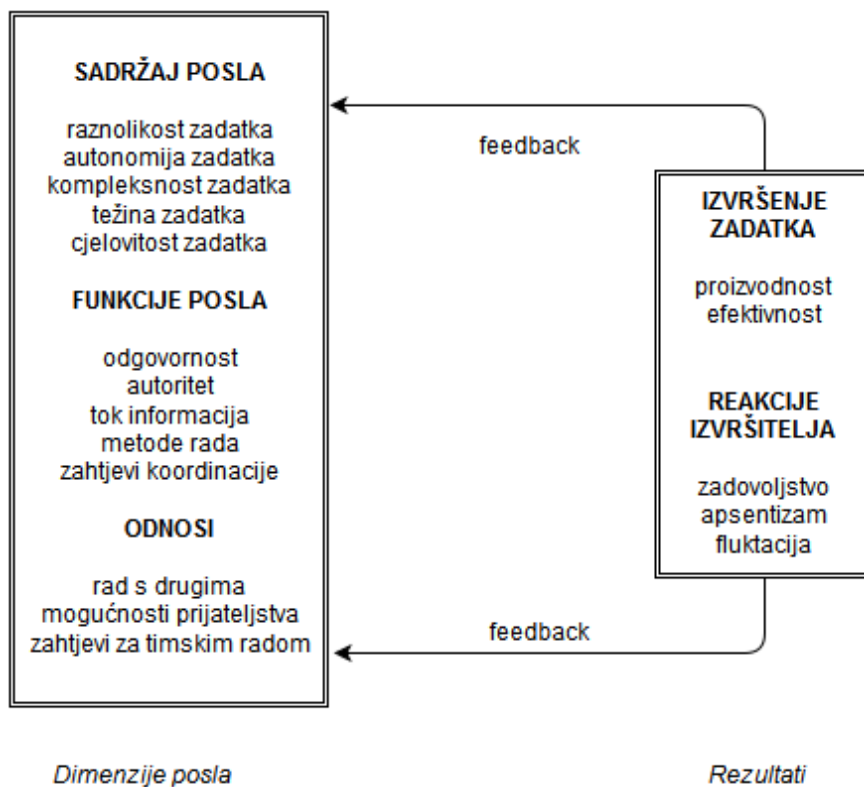 SADRŽAJ POSLA
raznolikost zadatka
autonomija zadatka
kompleksnost zadatka
težina zadatka
cjelovitost zadatka
FUNKCIJE POSLA
odgovornost
autoritet
tok informacija
metode rada
zahtjevi koordinacije
ODNOSI
rad s drugima
mogućnosti prijateljstva
zahtjevi za timskim radom
feedback
feedback
IZVRŠENJE
ZADATKA
proizvodnost
efektivnost
REAKCIJE
IZVRŠITELJA
zadovoljstvo
apsentizam
fluktacija
Dimenzije posla
Rezultati